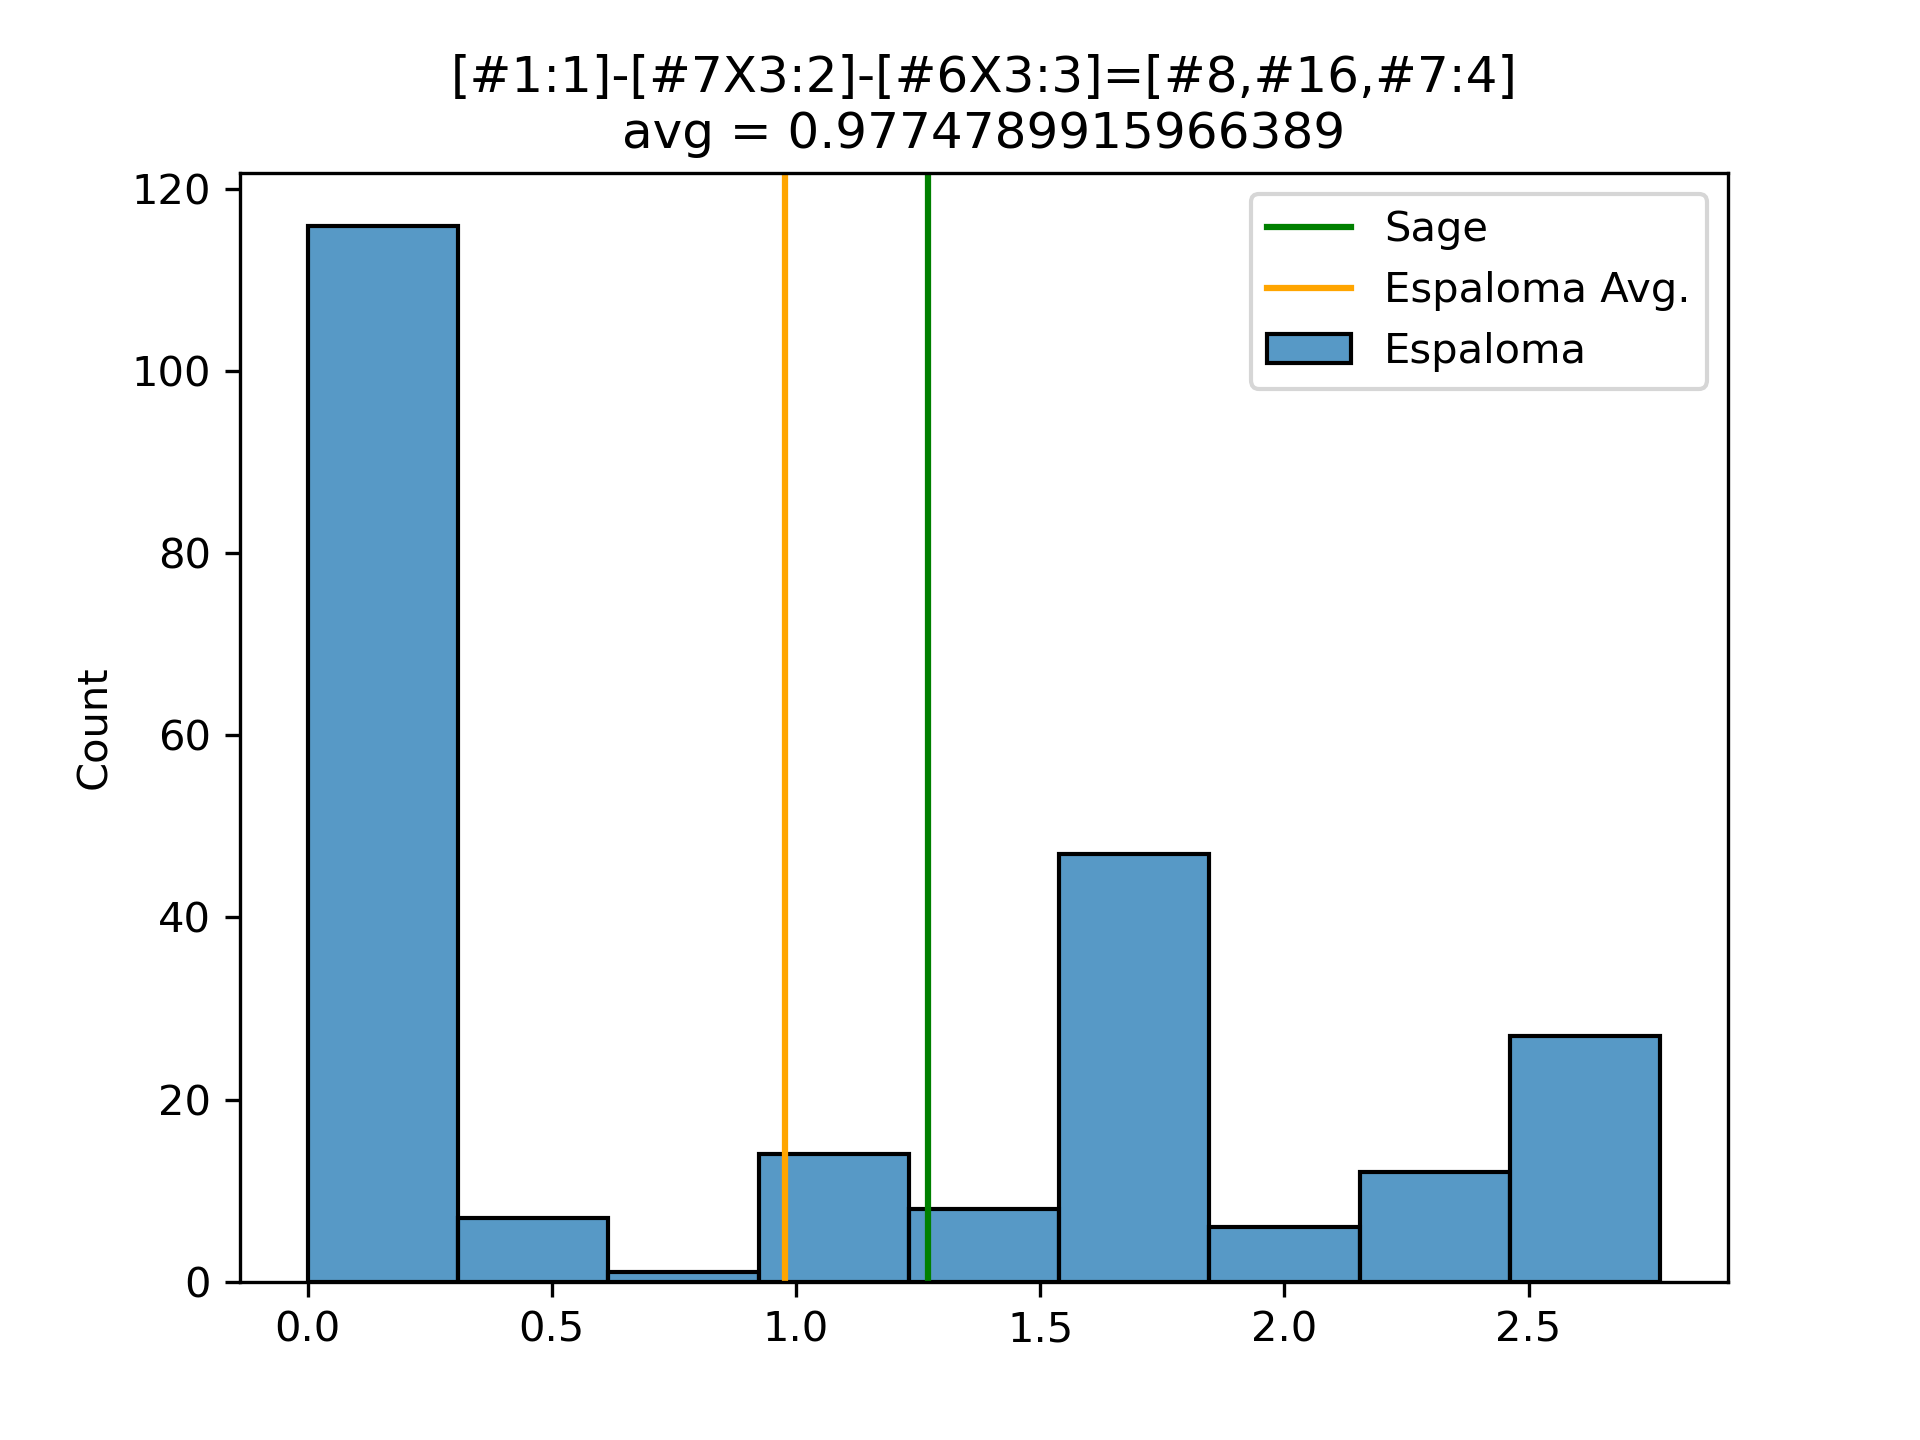 [#1:1]-[#7X3:2]-[#6X3:3]=[#8,#16,#7:4]
avg = 0.9774789915966389
Sage
Espaloma Avg.
Espaloma
Count
120
100
80
60
40
20
0
0.0 0.5 1.0 1.5 2.0 2.5